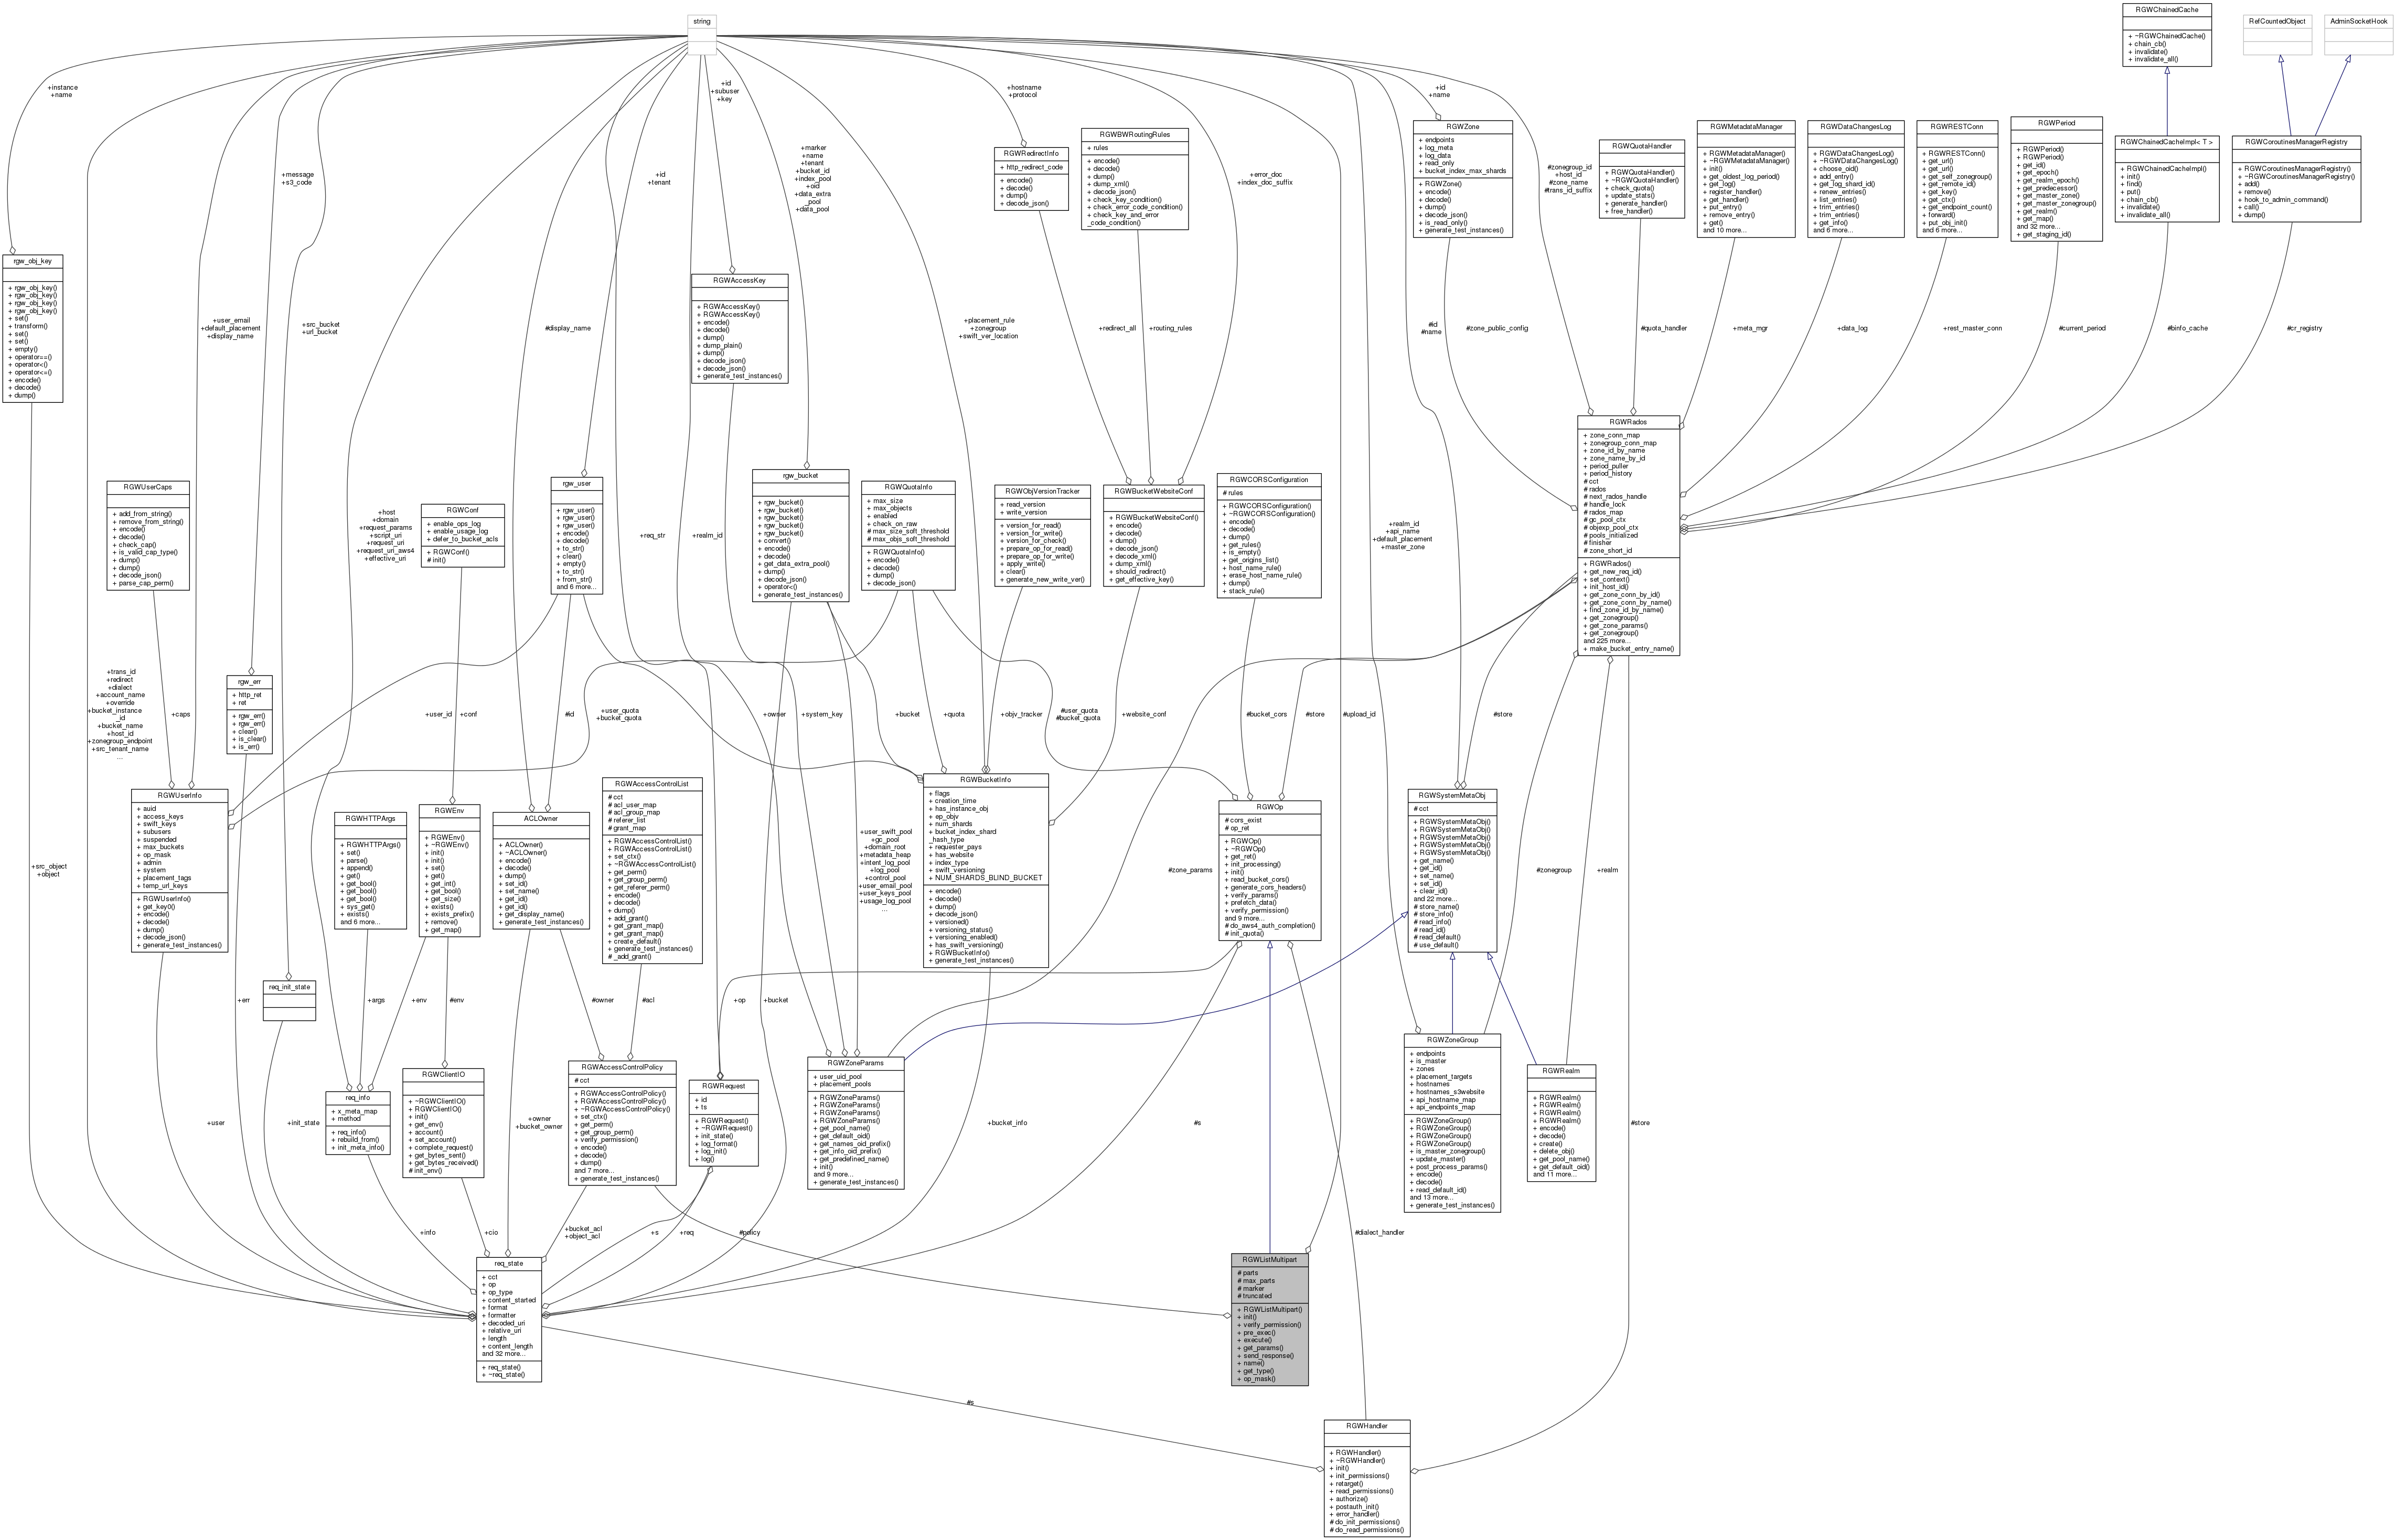 string
RGWChainedCache
+ ~RGWChainedCache()
+ chain_cb()
+ invalidate()
+ invalidate_all()
RefCountedObject
AdminSocketHook
+instance
+name
+id
+subuser
+key
+hostname
+protocol
+id
+name
RGWBWRoutingRules
+ rules
+ encode()
+ decode()
+ dump()
+ dump_xml()
+ decode_json()
+ check_key_condition()
+ check_error_code_condition()
+ check_key_and_error
_code_condition()
RGWRedirectInfo
+ http_redirect_code
+ encode()
+ decode()
+ dump()
+ decode_json()
RGWZone
+ endpoints
+ log_meta
+ log_data
+ read_only
+ bucket_index_max_shards
+ RGWZone()
+ encode()
+ decode()
+ dump()
+ decode_json()
+ is_read_only()
+ generate_test_instances()
RGWQuotaHandler
+ RGWQuotaHandler()
+ ~RGWQuotaHandler()
+ check_quota()
+ update_stats()
+ generate_handler()
+ free_handler()
RGWMetadataManager
+ RGWMetadataManager()
+ ~RGWMetadataManager()
+ init()
+ get_oldest_log_period()
+ get_log()
+ register_handler()
+ get_handler()
+ put_entry()
+ remove_entry()
+ get()
and 10 more...
RGWDataChangesLog
+ RGWDataChangesLog()
+ ~RGWDataChangesLog()
+ choose_oid()
+ add_entry()
+ get_log_shard_id()
+ renew_entries()
+ list_entries()
+ trim_entries()
+ trim_entries()
+ get_info()
and 6 more...
RGWRESTConn
+ RGWRESTConn()
+ get_url()
+ get_url()
+ get_self_zonegroup()
+ get_remote_id()
+ get_key()
+ get_ctx()
+ get_endpoint_count()
+ forward()
+ put_obj_init()
and 6 more...
RGWPeriod
+ RGWPeriod()
+ RGWPeriod()
+ get_id()
+ get_epoch()
+ get_realm_epoch()
+ get_predecessor()
+ get_master_zone()
+ get_master_zonegroup()
+ get_realm()
+ get_map()
and 32 more...
+ get_staging_id()
RGWChainedCacheImpl< T >
+ RGWChainedCacheImpl()
+ init()
+ find()
+ put()
+ chain_cb()
+ invalidate()
+ invalidate_all()
RGWCoroutinesManagerRegistry
+ RGWCoroutinesManagerRegistry()
+ ~RGWCoroutinesManagerRegistry()
+ add()
+ remove()
+ hook_to_admin_command()
+ call()
+ dump()
+message
+s3_code
+id
+tenant
+marker
+name
+tenant
+bucket_id
+index_pool
+oid
+data_extra
_pool
+data_pool
+error_doc
+index_doc_suffix
#zonegroup_id
+host_id
#zone_name
#trans_id_suffix
rgw_obj_key
+ rgw_obj_key()
+ rgw_obj_key()
+ rgw_obj_key()
+ rgw_obj_key()
+ set()
+ transform()
+ set()
+ set()
+ empty()
+ operator==()
+ operator<()
+ operator<=()
+ encode()
+ decode()
+ dump()
RGWAccessKey
+ RGWAccessKey()
+ RGWAccessKey()
+ encode()
+ decode()
+ dump()
+ dump_plain()
+ dump()
+ decode_json()
+ decode_json()
+ generate_test_instances()
+user_email
+default_placement
+display_name
+src_bucket
+url_bucket
#display_name
+placement_rule
+zonegroup
+swift_ver_location
+redirect_all
+routing_rules
#id
#name
#zone_public_config
#quota_handler
+meta_mgr
+data_log
+rest_master_conn
#current_period
#binfo_cache
#cr_registry
RGWRados
+ zone_conn_map
+ zonegroup_conn_map
+ zone_id_by_name
+ zone_name_by_id
+ period_puller
+ period_history
# cct
# rados
# next_rados_handle
# handle_lock
# rados_map
# gc_pool_ctx
# objexp_pool_ctx
# pools_initialized
# finisher
# zone_short_id
+ RGWRados()
+ get_new_req_id()
+ set_context()
+ init_host_id()
+ get_zone_conn_by_id()
+ get_zone_conn_by_name()
+ find_zone_id_by_name()
+ get_zonegroup()
+ get_zone_params()
+ get_zonegroup()
and 225 more...
+ make_bucket_entry_name()
RGWUserCaps
+ add_from_string()
+ remove_from_string()
+ encode()
+ decode()
+ check_cap()
+ is_valid_cap_type()
+ dump()
+ dump()
+ decode_json()
+ parse_cap_perm()
+host
+domain
+request_params
+script_uri
+request_uri
+request_uri_aws4
+effective_uri
RGWConf
+ enable_ops_log
+ enable_usage_log
+ defer_to_bucket_acls
+ RGWConf()
# init()
rgw_user
+ rgw_user()
+ rgw_user()
+ rgw_user()
+ encode()
+ decode()
+ to_str()
+ clear()
+ empty()
+ to_str()
+ from_str()
and 6 more...
+req_str
+realm_id
rgw_bucket
+ rgw_bucket()
+ rgw_bucket()
+ rgw_bucket()
+ rgw_bucket()
+ rgw_bucket()
+ convert()
+ encode()
+ decode()
+ get_data_extra_pool()
+ dump()
+ decode_json()
+ operator<()
+ generate_test_instances()
RGWQuotaInfo
+ max_size
+ max_objects
+ enabled
+ check_on_raw
# max_size_soft_threshold
# max_objs_soft_threshold
+ RGWQuotaInfo()
+ encode()
+ decode()
+ dump()
+ decode_json()
RGWObjVersionTracker
+ read_version
+ write_version
+ version_for_read()
+ version_for_write()
+ version_for_check()
+ prepare_op_for_read()
+ prepare_op_for_write()
+ apply_write()
+ clear()
+ generate_new_write_ver()
RGWBucketWebsiteConf
+ RGWBucketWebsiteConf()
+ encode()
+ decode()
+ dump()
+ decode_json()
+ decode_xml()
+ dump_xml()
+ should_redirect()
+ get_effective_key()
RGWCORSConfiguration
# rules
+ RGWCORSConfiguration()
+ ~RGWCORSConfiguration()
+ encode()
+ decode()
+ dump()
+ get_rules()
+ is_empty()
+ get_origins_list()
+ host_name_rule()
+ erase_host_name_rule()
+ dump()
+ stack_rule()
+realm_id
+api_name
+default_placement
+master_zone
+trans_id
+redirect
+dialect
+account_name
+override
+bucket_instance
_id
+bucket_name
+host_id
+zonegroup_endpoint
+src_tenant_name
...
+caps
rgw_err
+ http_ret
+ ret
+ rgw_err()
+ rgw_err()
+ clear()
+ is_clear()
+ is_err()
+user_id
+conf
#id
+user_quota
+bucket_quota
+owner
+system_key
+bucket
+quota
+objv_tracker
#user_quota
#bucket_quota
+website_conf
#bucket_cors
#store
#upload_id
#store
RGWUserInfo
+ auid
+ access_keys
+ swift_keys
+ subusers
+ suspended
+ max_buckets
+ op_mask
+ admin
+ system
+ placement_tags
+ temp_url_keys
+ RGWUserInfo()
+ get_key0()
+ encode()
+ decode()
+ dump()
+ decode_json()
+ generate_test_instances()
RGWHTTPArgs
+ RGWHTTPArgs()
+ set()
+ parse()
+ append()
+ get()
+ get_bool()
+ get_bool()
+ get_bool()
+ sys_get()
+ exists()
and 6 more...
RGWEnv
+ RGWEnv()
+ ~RGWEnv()
+ init()
+ init()
+ set()
+ get()
+ get_int()
+ get_bool()
+ get_size()
+ exists()
+ exists_prefix()
+ remove()
+ get_map()
ACLOwner
+ ACLOwner()
+ ~ACLOwner()
+ encode()
+ decode()
+ dump()
+ set_id()
+ set_name()
+ get_id()
+ get_id()
+ get_display_name()
+ generate_test_instances()
RGWAccessControlList
# cct
# acl_user_map
# acl_group_map
# referer_list
# grant_map
+ RGWAccessControlList()
+ RGWAccessControlList()
+ set_ctx()
+ ~RGWAccessControlList()
+ get_perm()
+ get_group_perm()
+ get_referer_perm()
+ encode()
+ decode()
+ dump()
+ add_grant()
+ get_grant_map()
+ get_grant_map()
+ create_default()
+ generate_test_instances()
# _add_grant()
+user_swift_pool
+gc_pool
+domain_root
+metadata_heap
+intent_log_pool
+log_pool
+control_pool
+user_email_pool
+user_keys_pool
+usage_log_pool
...
RGWBucketInfo
+ flags
+ creation_time
+ has_instance_obj
+ ep_objv
+ num_shards
+ bucket_index_shard
_hash_type
+ requester_pays
+ has_website
+ index_type
+ swift_versioning
+ NUM_SHARDS_BLIND_BUCKET
+ encode()
+ decode()
+ dump()
+ decode_json()
+ versioned()
+ versioning_status()
+ versioning_enabled()
+ has_swift_versioning()
+ RGWBucketInfo()
+ generate_test_instances()
#zone_params
RGWOp
# cors_exist
# op_ret
+ RGWOp()
+ ~RGWOp()
+ get_ret()
+ init_processing()
+ init()
+ read_bucket_cors()
+ generate_cors_headers()
+ verify_params()
+ prefetch_data()
+ verify_permission()
and 9 more...
# do_aws4_auth_completion()
# init_quota()
RGWSystemMetaObj
# cct
+ RGWSystemMetaObj()
+ RGWSystemMetaObj()
+ RGWSystemMetaObj()
+ RGWSystemMetaObj()
+ RGWSystemMetaObj()
+ get_name()
+ get_id()
+ set_name()
+ set_id()
+ clear_id()
and 22 more...
# store_name()
# store_info()
# read_info()
# read_id()
# read_default()
# use_default()
#zonegroup
+realm
+src_object
+object
+err
req_init_state
+args
+env
#env
#owner
#acl
+op
+bucket
req_info
+ x_meta_map
+ method
+ req_info()
+ rebuild_from()
+ init_meta_info()
RGWClientIO
+ ~RGWClientIO()
+ RGWClientIO()
+ init()
+ get_env()
+ account()
+ set_account()
+ complete_request()
+ get_bytes_sent()
+ get_bytes_received()
# init_env()
RGWAccessControlPolicy
# cct
+ RGWAccessControlPolicy()
+ RGWAccessControlPolicy()
+ ~RGWAccessControlPolicy()
+ set_ctx()
+ get_perm()
+ get_group_perm()
+ verify_permission()
+ encode()
+ decode()
+ dump()
and 7 more...
+ generate_test_instances()
RGWRequest
+ id
+ ts
+ RGWRequest()
+ ~RGWRequest()
+ init_state()
+ log_format()
+ log_init()
+ log()
RGWZoneParams
+ user_uid_pool
+ placement_pools
+ RGWZoneParams()
+ RGWZoneParams()
+ RGWZoneParams()
+ RGWZoneParams()
+ get_pool_name()
+ get_default_oid()
+ get_names_oid_prefix()
+ get_info_oid_prefix()
+ get_predefined_name()
+ init()
and 9 more...
+ generate_test_instances()
RGWZoneGroup
+ endpoints
+ is_master
+ zones
+ placement_targets
+ hostnames
+ hostnames_s3website
+ api_hostname_map
+ api_endpoints_map
+ RGWZoneGroup()
+ RGWZoneGroup()
+ RGWZoneGroup()
+ RGWZoneGroup()
+ is_master_zonegroup()
+ update_master()
+ post_process_params()
+ encode()
+ decode()
+ read_default_id()
and 13 more...
+ generate_test_instances()
RGWRealm
+ RGWRealm()
+ RGWRealm()
+ RGWRealm()
+ RGWRealm()
+ encode()
+ decode()
+ create()
+ delete_obj()
+ get_pool_name()
+ get_default_oid()
and 11 more...
+user
+init_state
+owner
+bucket_owner
+bucket_info
#s
#store
+info
+cio
+bucket_acl
+object_acl
+s
+req
#policy
#dialect_handler
req_state
+ cct
+ op
+ op_type
+ content_started
+ format
+ formatter
+ decoded_uri
+ relative_uri
+ length
+ content_length
and 32 more...
+ req_state()
+ ~req_state()
RGWListMultipart
# parts
# max_parts
# marker
# truncated
+ RGWListMultipart()
+ init()
+ verify_permission()
+ pre_exec()
+ execute()
+ get_params()
+ send_response()
+ name()
+ get_type()
+ op_mask()
#s
RGWHandler
+ RGWHandler()
+ ~RGWHandler()
+ init()
+ init_permissions()
+ retarget()
+ read_permissions()
+ authorize()
+ postauth_init()
+ error_handler()
# do_init_permissions()
# do_read_permissions()